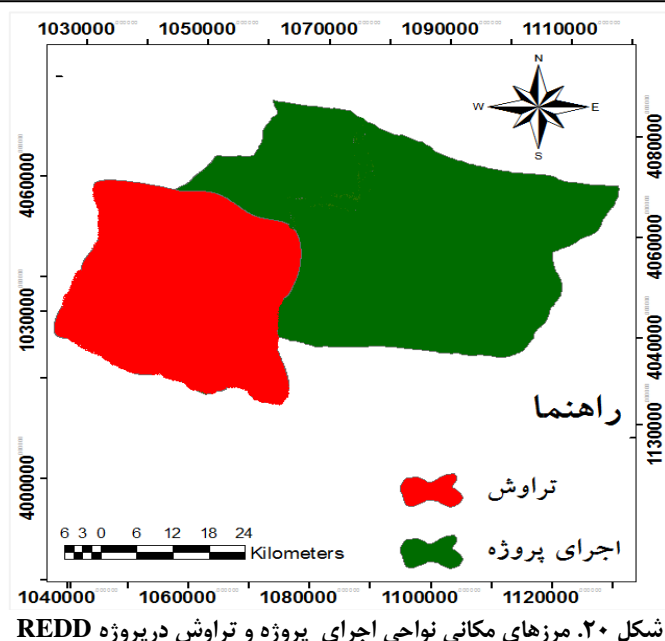 1030000 1050000 1070000 1090000 1110000
N
W E
S
4060000
1030000
4000000
4080000
4060000
4040000
1130000
راهنما
تراوش
اجرای پروژه
6 3 0 6 12 18 24
Kilometers
1040000 1060000 1080000 1100000 1120000
شکل ۲۰. مرزهای مکانی نواحی اجرای پروژه و تراوش درپروژه REDD